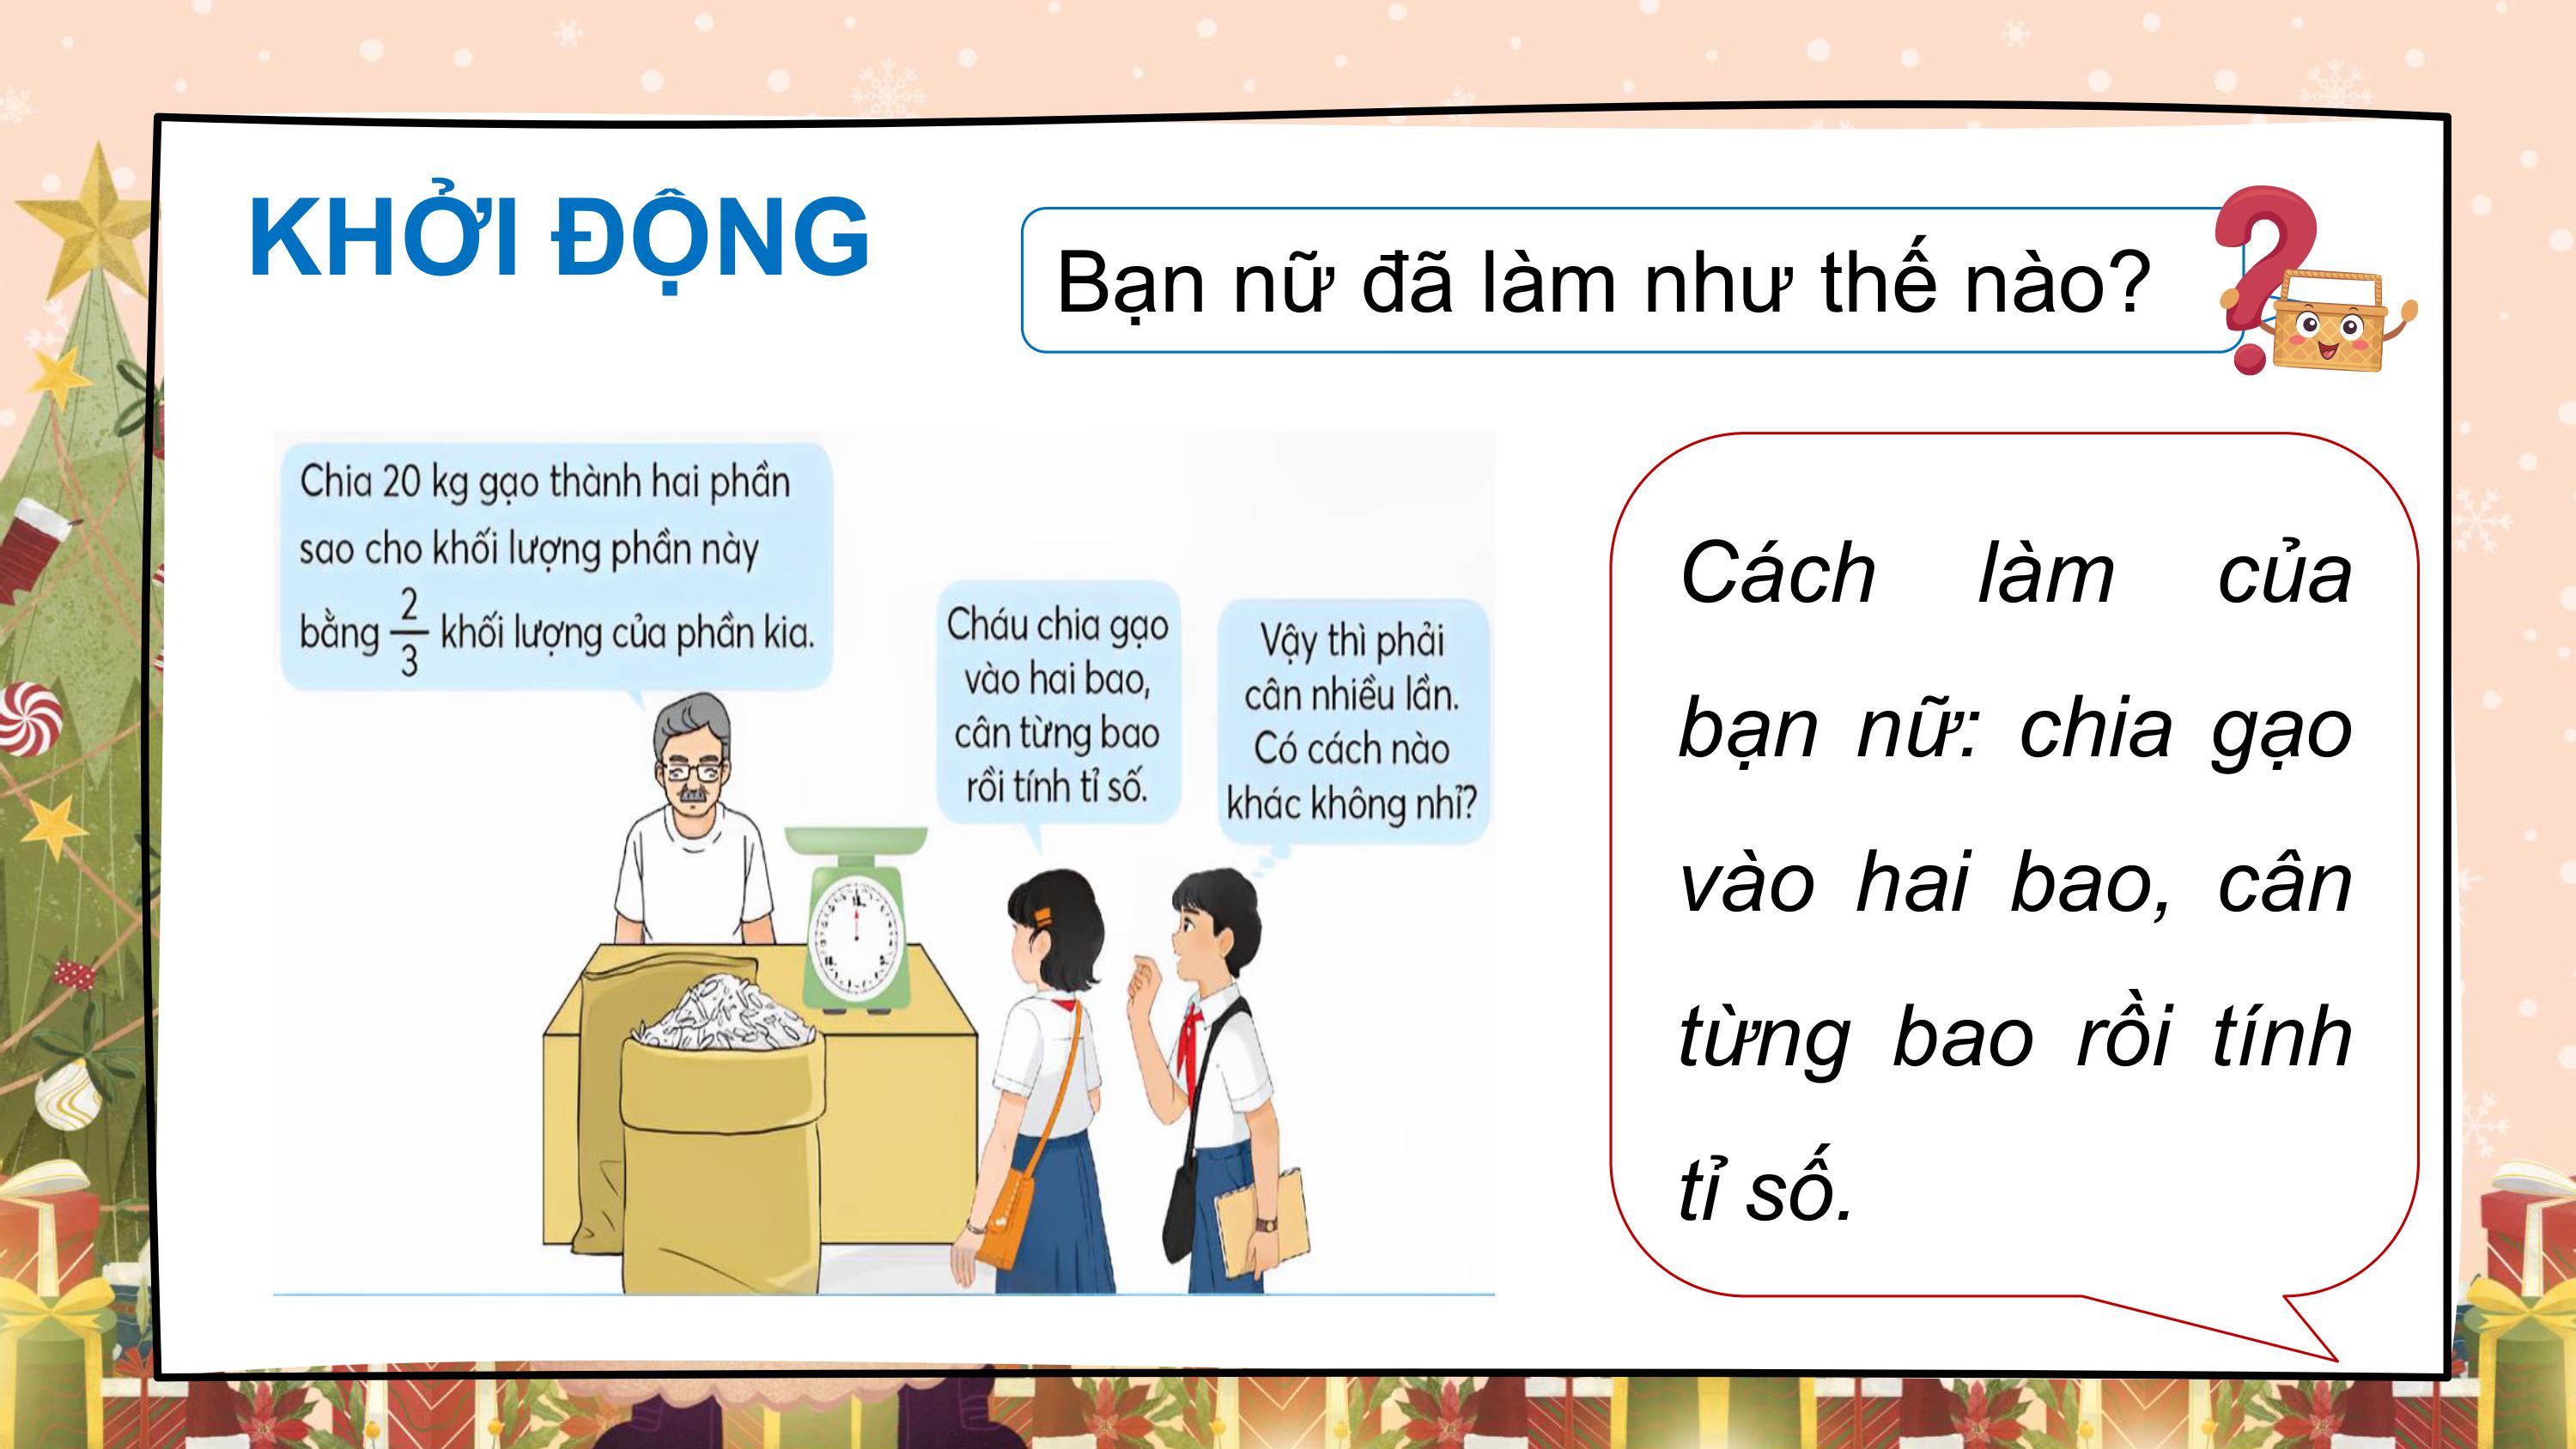 KHỞI ĐỘNG
Bạn nữ đã làm như thế nào?
Chia 20 kg gạo thành hai phần
sao cho khối lượng phần này
bằng 2/3 khối lượng của phần kia.
Cháu chia gạo
vào hai bao,
cân từng bao
rồi tính tỉ số.
Vậy thì phải
cân nhiều lần.
Có cách nào
khác không nhỉ?
Cách làm của
bạn nữ: chia gạo
vào hai bao, cân
từng bao rồi tính
tỉ số.